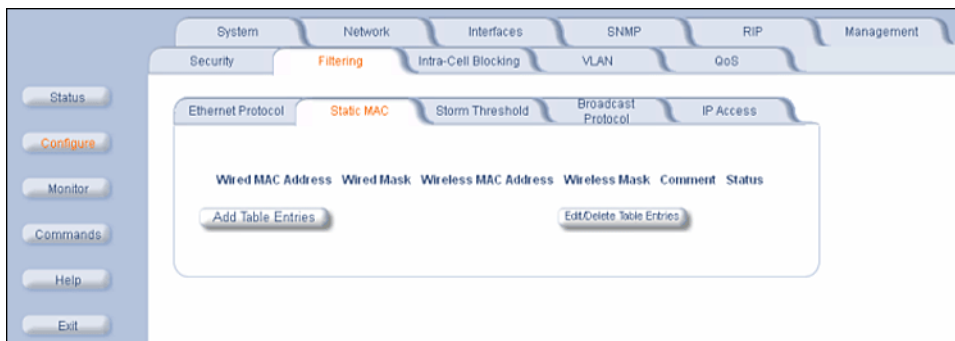 System Network Interfaces SNMP RIP Management
Security Filtering Intra-Cell Blocking VLAN QoS
Status
Configure
Monitor
Commands
Help
Exit
Ethernet Protocol Static MAC Storm Threshold Broadcast Protocol IP Access
Wired MAC Address Wired Mask Wireless MAC Address Wireless Mask Comment Status
Add Table Entries Edit/Delete Table Entries